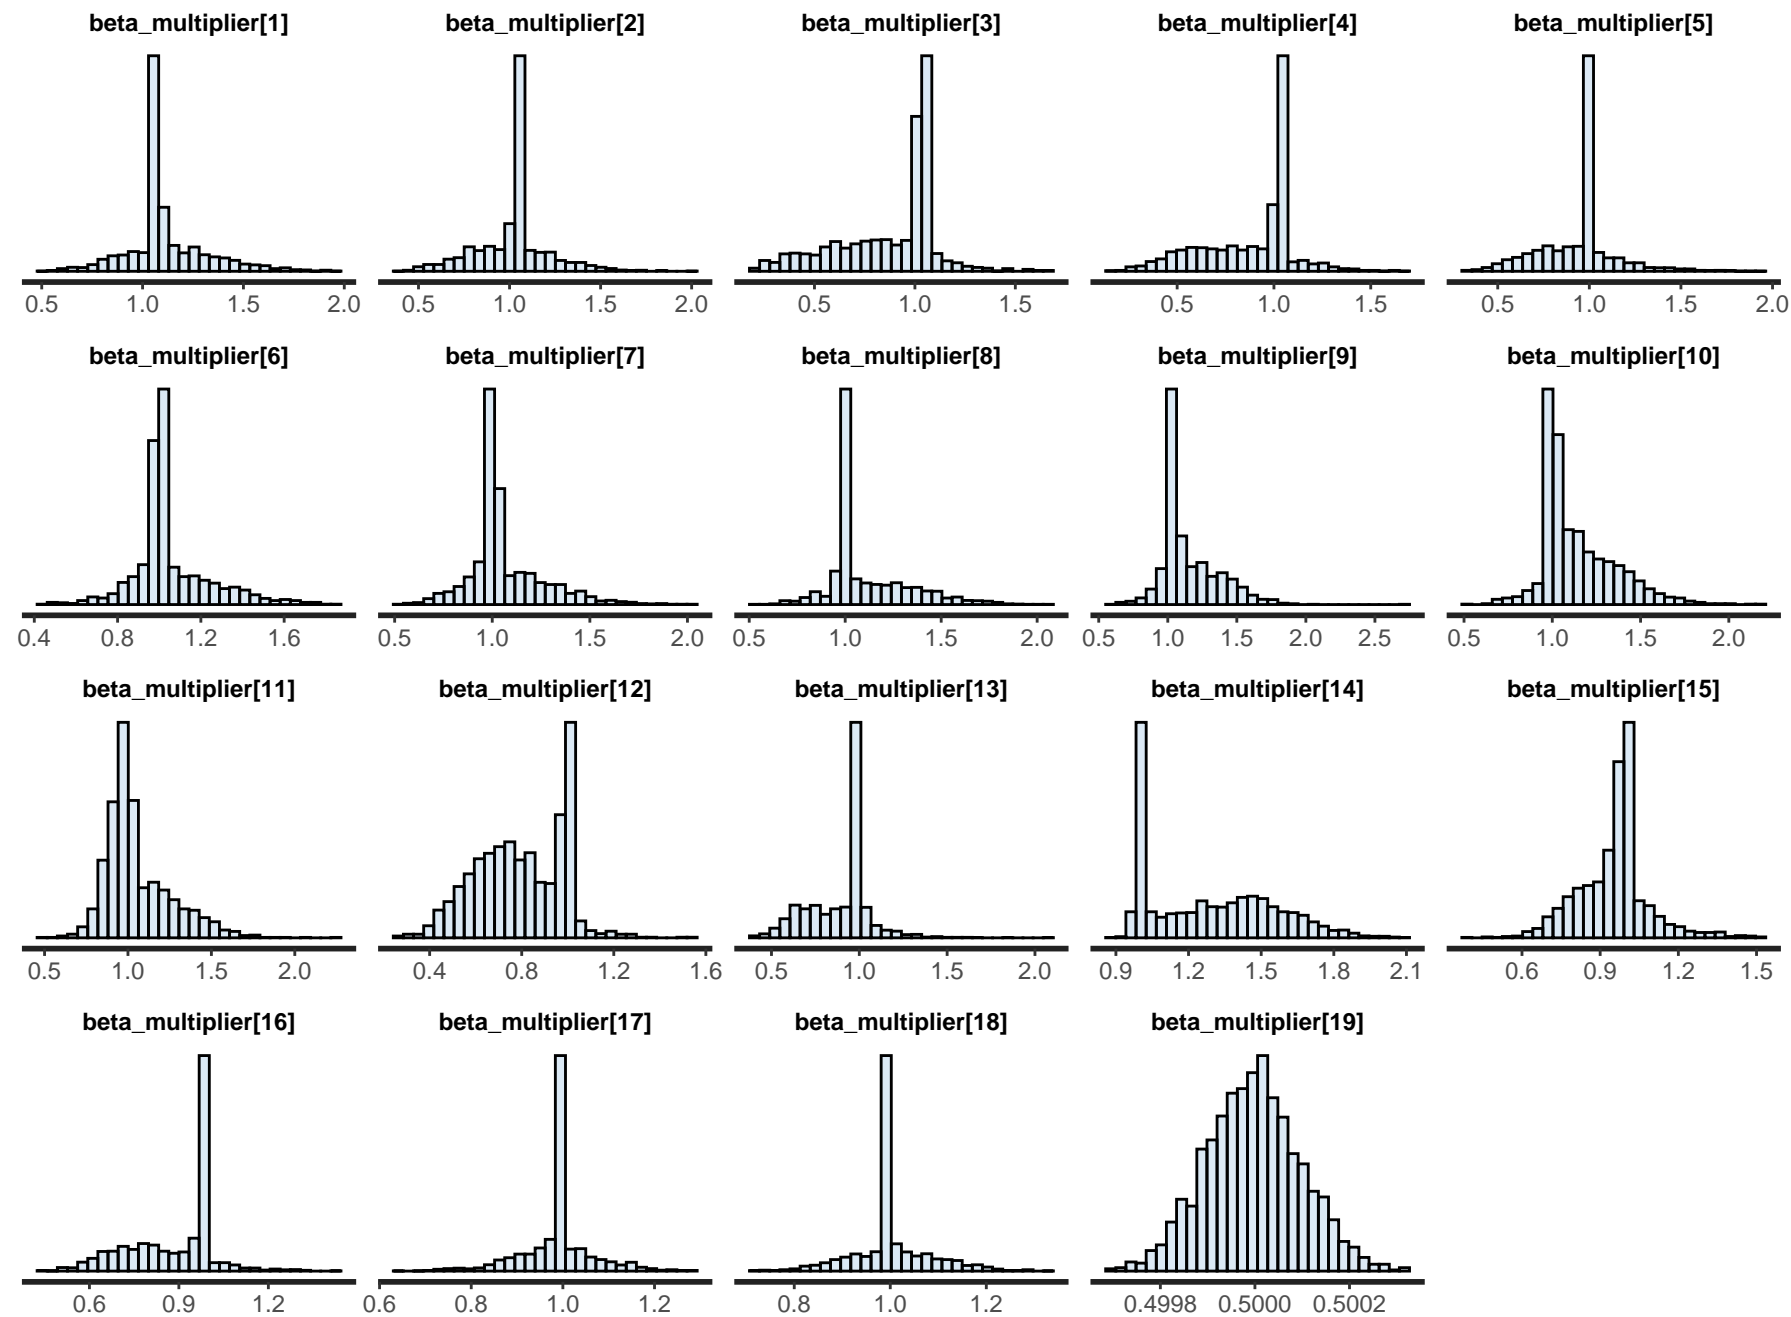 beta_multiplier[1] beta_multiplier[2] beta_multiplier[3] beta_multiplier[4] beta_multiplier[5]
0.5 1.0 1.5 2.0 0.5 1.0 1.5 2.0 0.5 1.0 1.5 0.5 1.0 1.5 0.5 1.0 1.5 2.0
beta_multiplier[6] beta_multiplier[7] beta_multiplier[8] beta_multiplier[9] beta_multiplier[10]
0.4 0.8 1.2 1.6 0.5 1.0 1.5 2.0 0.5 1.0 1.5 2.0 0.5 1.0 1.5 2.0 2.5 0.5 1.0 1.5 2.0
beta_multiplier[11] beta_multiplier[12] beta_multiplier[13] beta_multiplier[14] beta_multiplier[15]
0.5 1.0 1.5 2.0 0.4 0.8 1.2 1.6 0.5 1.0 1.5 2.0 0.9 1.2 1.5 1.8 2.1 0.6 0.9 1.2 1.5
beta_multiplier[16] beta_multiplier[17] beta_multiplier[18] beta_multiplier[19]
0.6 0.9 1.2 0.6 0.8 1.0 1.2 0.8 1.0 1.2 0.4998 0.5000 0.5002